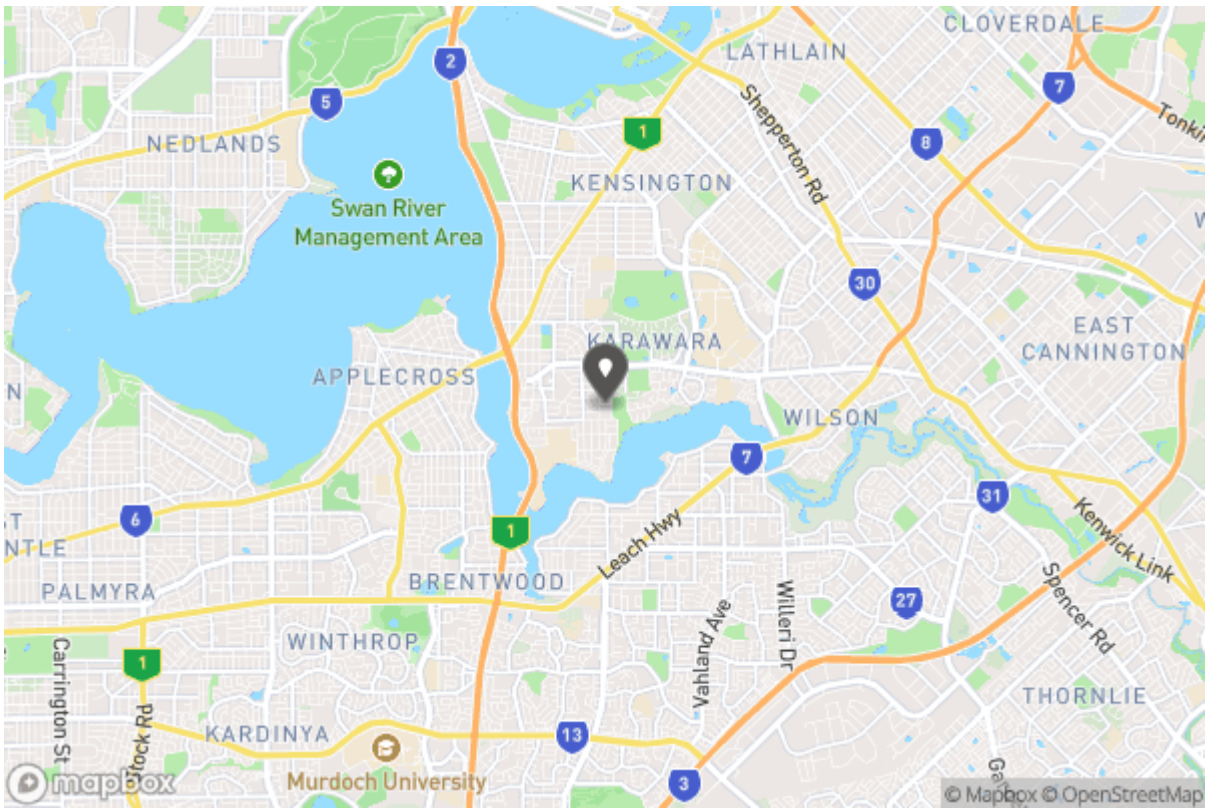 CLOVERDALE
LATHLAIN
2
7
5
Shepperton Rd
Tonki
1
8
NEDLANDS
KENSINGTON
Swan River
Management Area
30
EAST
CANNINGTON
KARAWARA
APPLECROSS
N
WILSON
7
31
6
1
Leach Hwy
Kenwick Link
NTLE
BRENTWOOD
PALMYRA
Spencer Rd
27
Willeri Dr
Vahland Ave
WINTHROP
Carrington St
1
THORNLIE
Stock Rd
KARDINYA
13
Murdoch University
3
mapbox
© Mapbox © OpenStreetMap